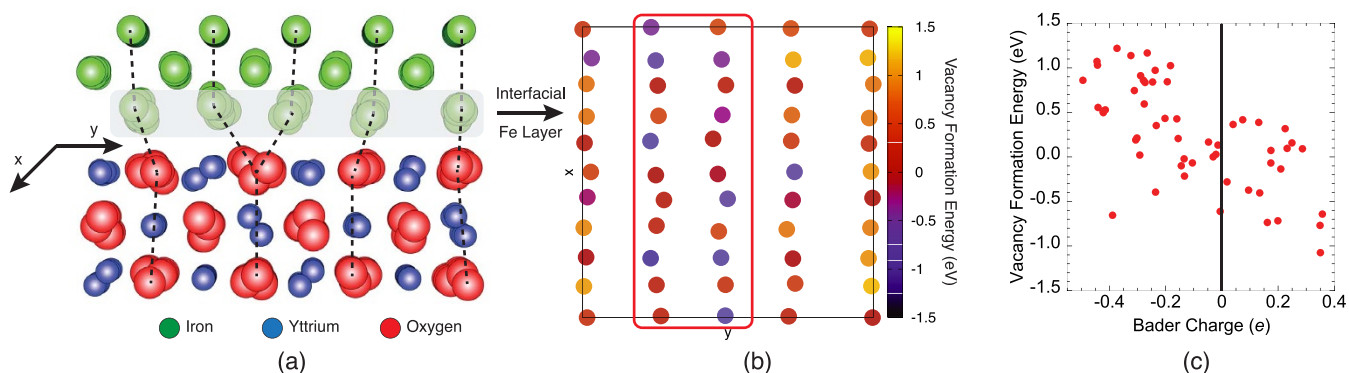 y
x
Iron
Yttrium
Oxygen
(a)
Interfacial
Fe Layer
x
y
1.5
1
0.5
0
-0.5
-1
-1.5
Vacancy Formation Energy (eV)
(b)
Vacancy Formation Energy (eV)
1.5
1.0
0.5
0.0
-0.5
-1.0
-1.5
-0.4
-0.2
0
0.2
0.4
Bader Charge (e)
(c)